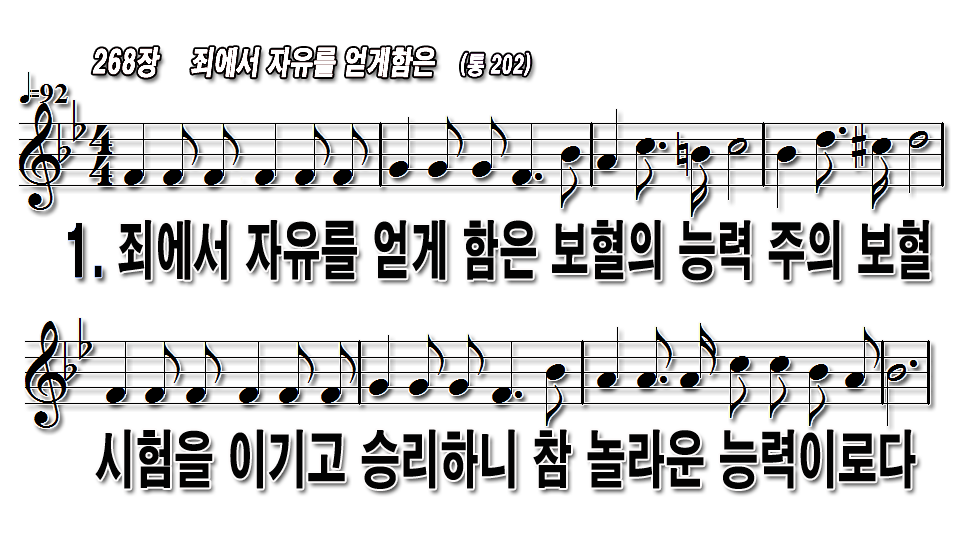 268장 죄에서 자유를 얻게함은 (통 202)
♩=92
4
4
1. 죄에서 자유를 얻게 함은 보혈의 능력 주의 보혈
시험을 이기고 승리하니 참 놀라운 능력이로다